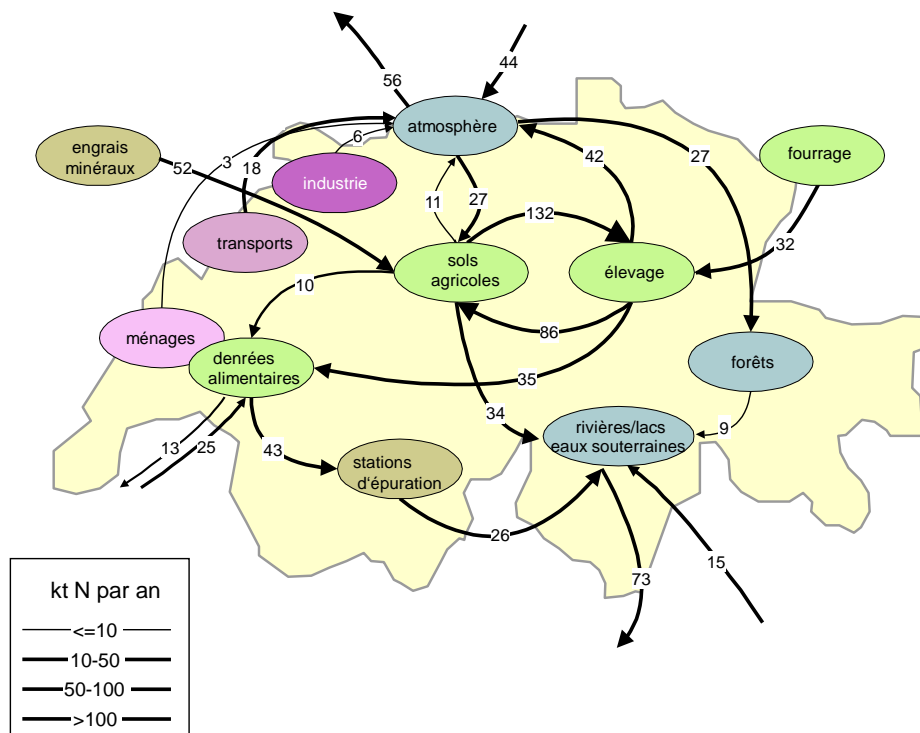 44
56
atmosphère
engrais
minéraux
52
3
6
18
industrie
42
27
fourrage
11
27
132
transports
sols
agricoles
élevage
32
10
86
ménages
denrées
alimentaires
forêts
35
34
9
rivières/lacs
eaux souterraines
13
25
43
stations
d'épuration
26
73
15
kt N par an
<=10
10-50
50-100
>100